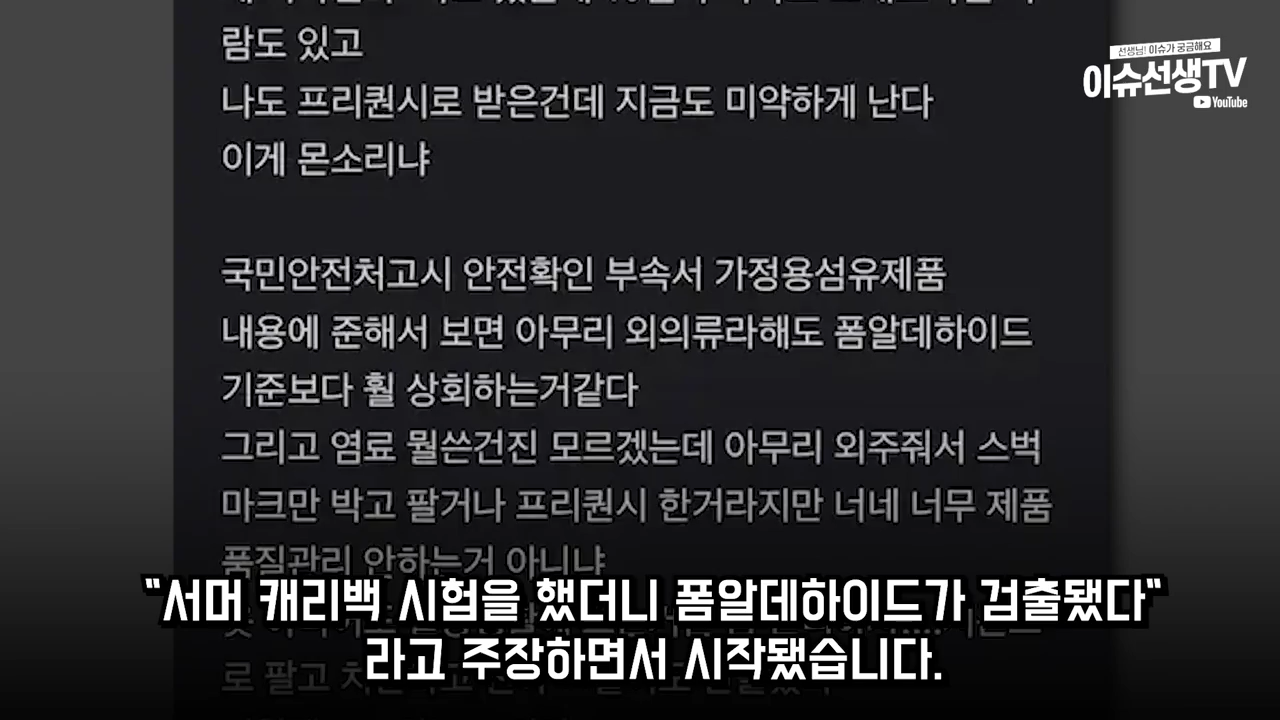 람도 있고
나도 프리퀀시로 받은건데 지금도 미약하게 난다
이게 몬소리냐
국민안전처고시 안전확인 부속서 가정용섬유제품
내용에 준해서 보면 아무리 외의류라해도 폼알데하이드
기준보다 훨 상회하는거같다
그리고 염료 뭘쓴건진 모르겠는데 아무리 외주줘서 스벅
마크만 박고 팔거나 프리퀀시 한거라지만 너네 너무 제품
품질관리 안하는거 아니냐
로 팔고
선생님! 이슈가 궁금해요
이슈선생TV
YouTube
“서머 캐리백 시험을 했더니 폼알데하이드가 검출됐다”
라고 주장하면서 시작됐습니다.